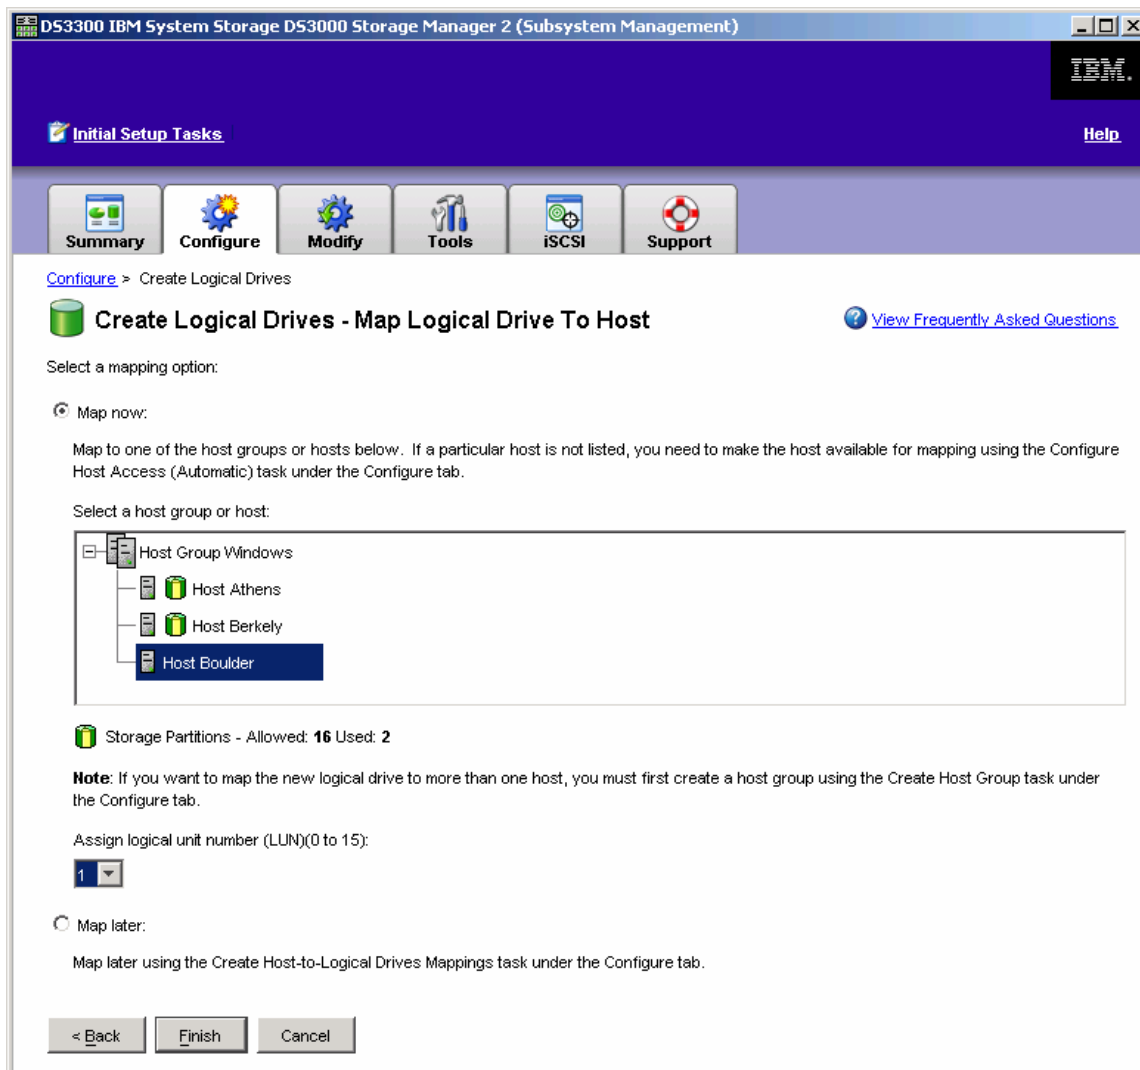 DS3300 IBM System Storage DS3000 Storage Manager 2 (Subsystem Management)
IBM.
Initial Setup Tasks
Help
Summary
Configure
Modify
Tools
iSCSI
Support
Configure > Create Logical Drives
Create Logical Drives - Map Logical Drive To Host
View Frequently Asked Questions
Select a mapping option:
Map now:
Map to one of the host groups or hosts below. If a particular host is not listed, you need to make the host available for mapping using the Configure
Host Access (Automatic) task under the Configure tab.
Select a host group or host:
Host Group Windows
Host Athens
Host Berkely
Host Boulder
Storage Partitions - Allowed: 16 Used: 2
Note: If you want to map the new logical drive to more than one host, you must first create a host group using the Create Host Group task under
the Configure tab.
Assign logical unit number (LUN)(0 to 15):
1
Map later:
Map later using the Create Host-to-Logical Drives Mappings task under the Configure tab.
< Back
Finish
Cancel